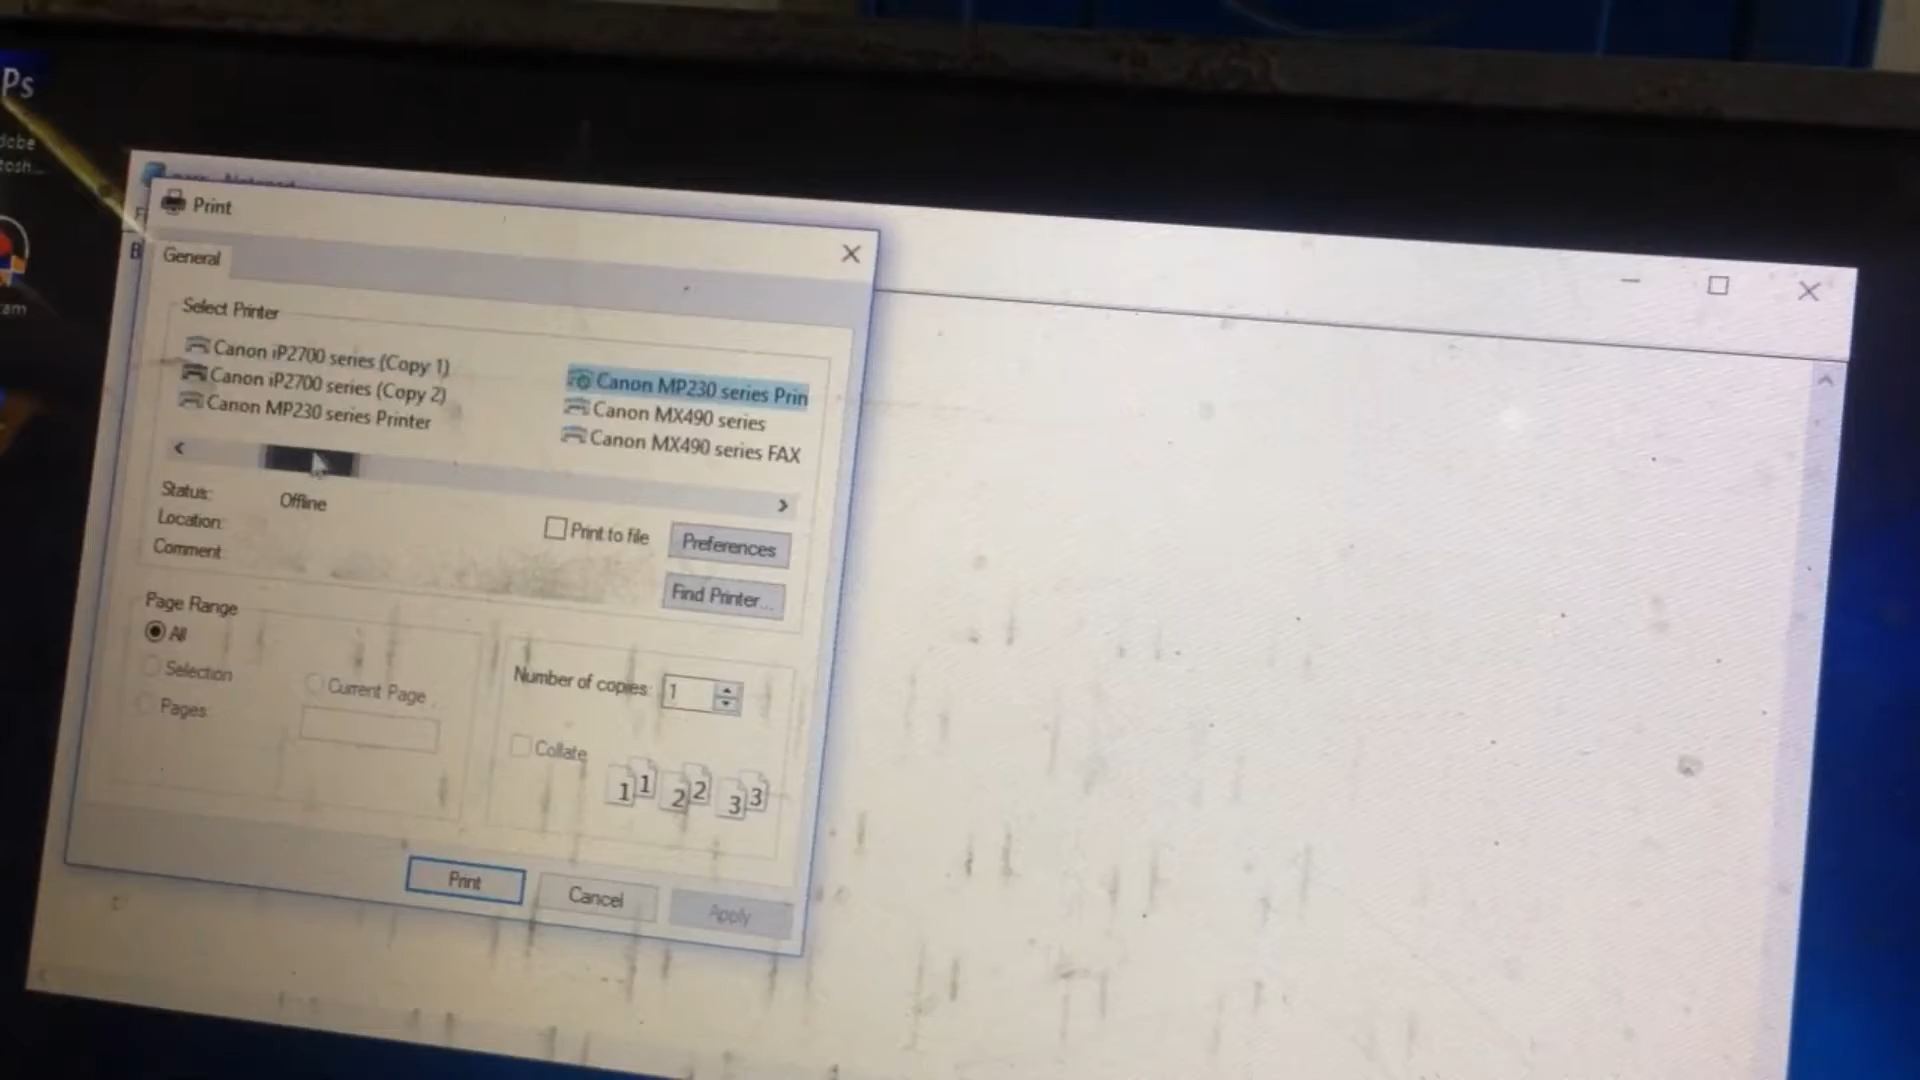 Ps
Notepad
Print
General
Select Printer
Canon iP2700 series (Copy 1)
Canon iP2700 series (Copy 2)
Canon MP230 series Printer
Canon MP230 series Prin
Canon MX490 series
Canon MX490 series FAX
Status:
Offline
Location:
Comment:
Print to file
Preferences
Find Printer...
Page Range
All
Selection
Current Page
Pages:
Number of copies:
1
Collate
1 1 2 2 3 3
Print
Cancel
Apply